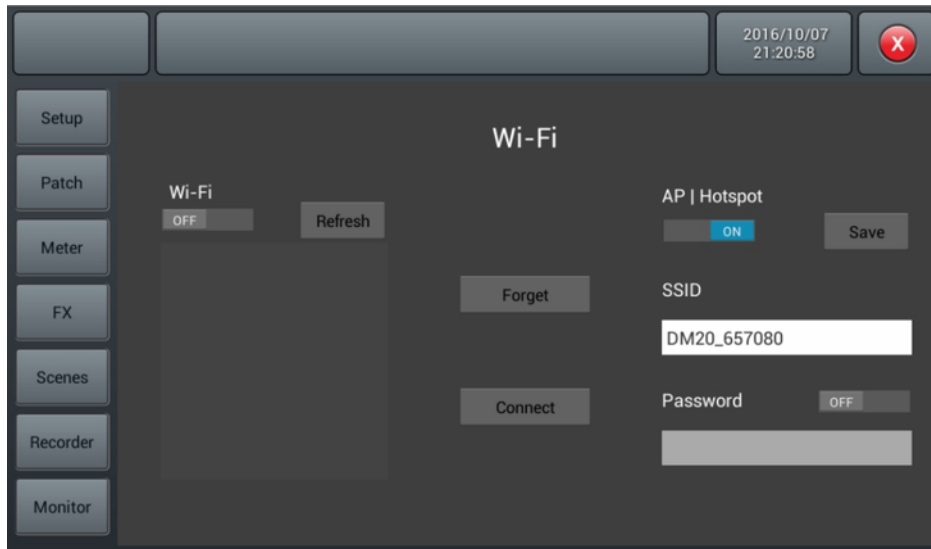 2016/10/07
21:20:58
X
Setup
Patch
Meter
FX
Scenes
Recorder
Monitor
Wi-Fi
Wi-Fi
OFF
Refresh
Forget
Connect
AP | Hotspot
ON
Save
SSID
DM20_657080
Password
OFF